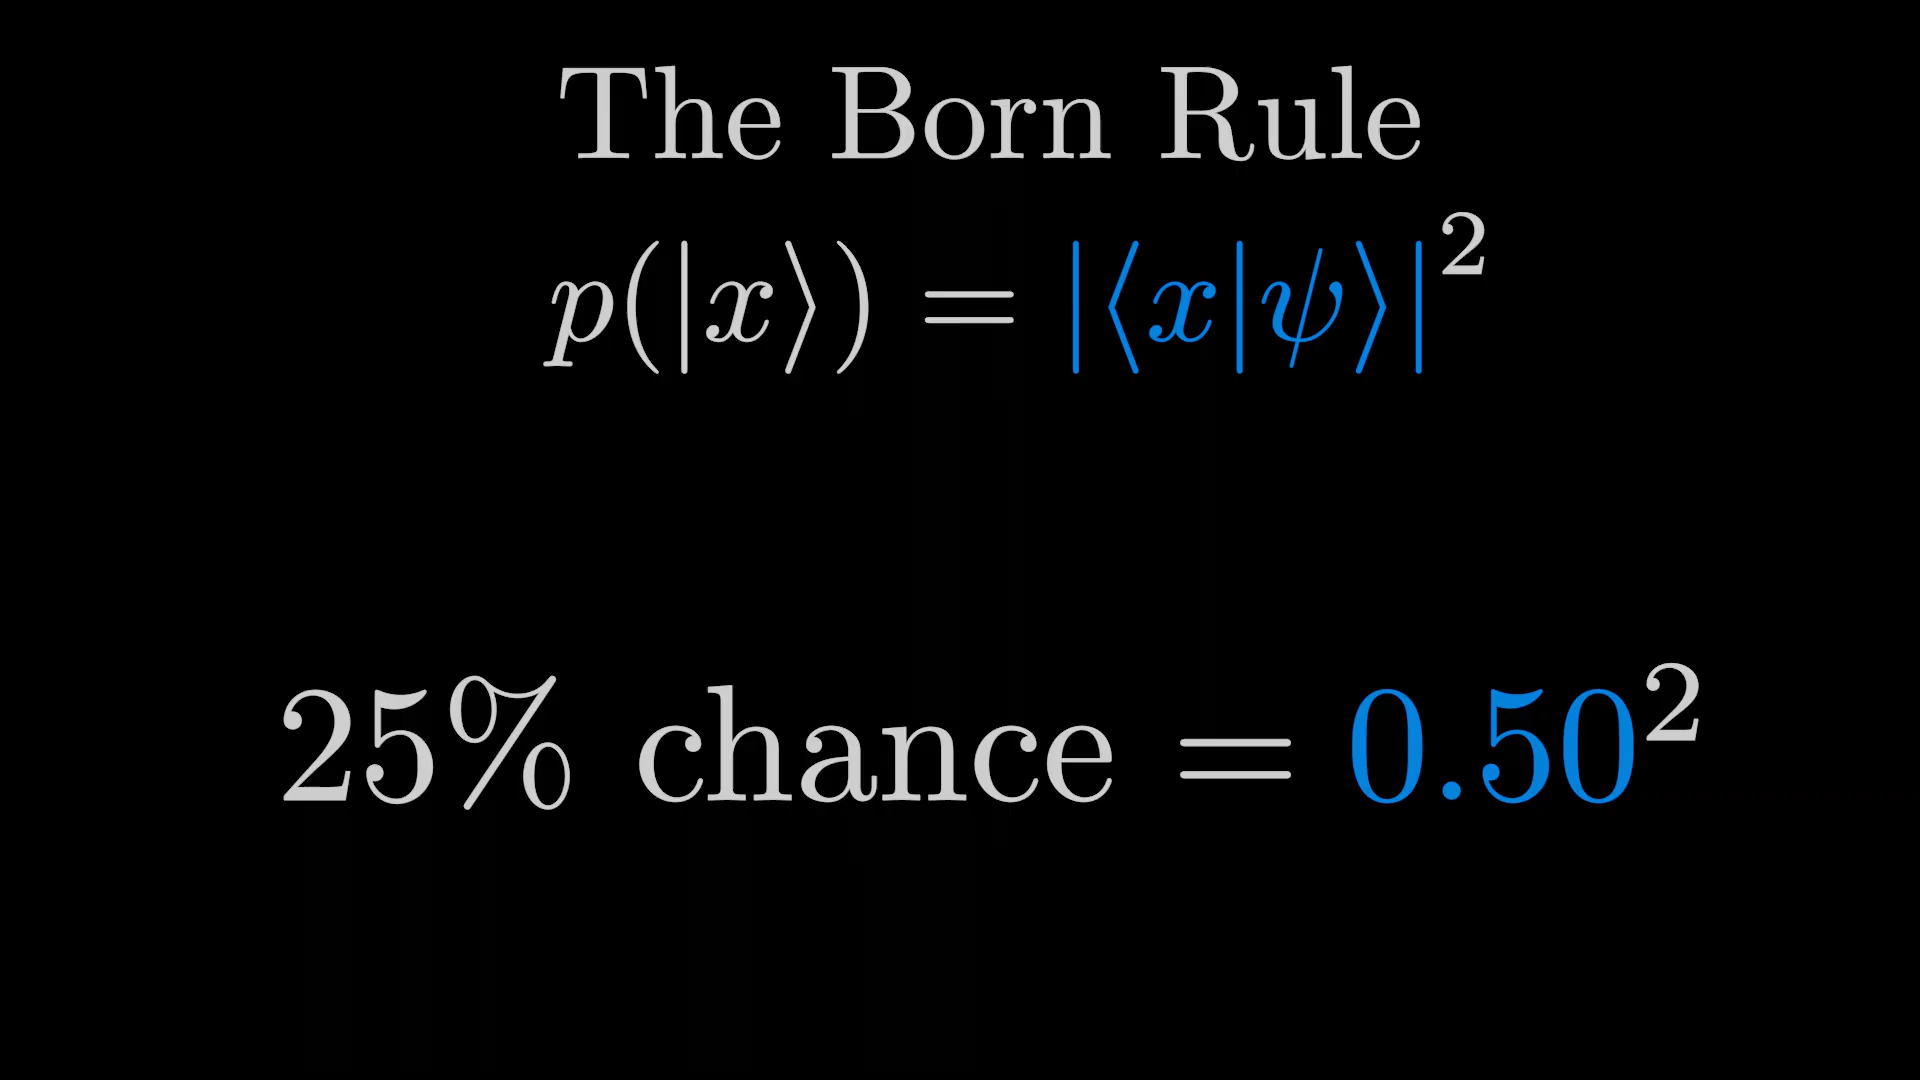 The Born Rule
p(|x⟩) = |⟨x|ψ⟩|²
25% chance = 0.50²